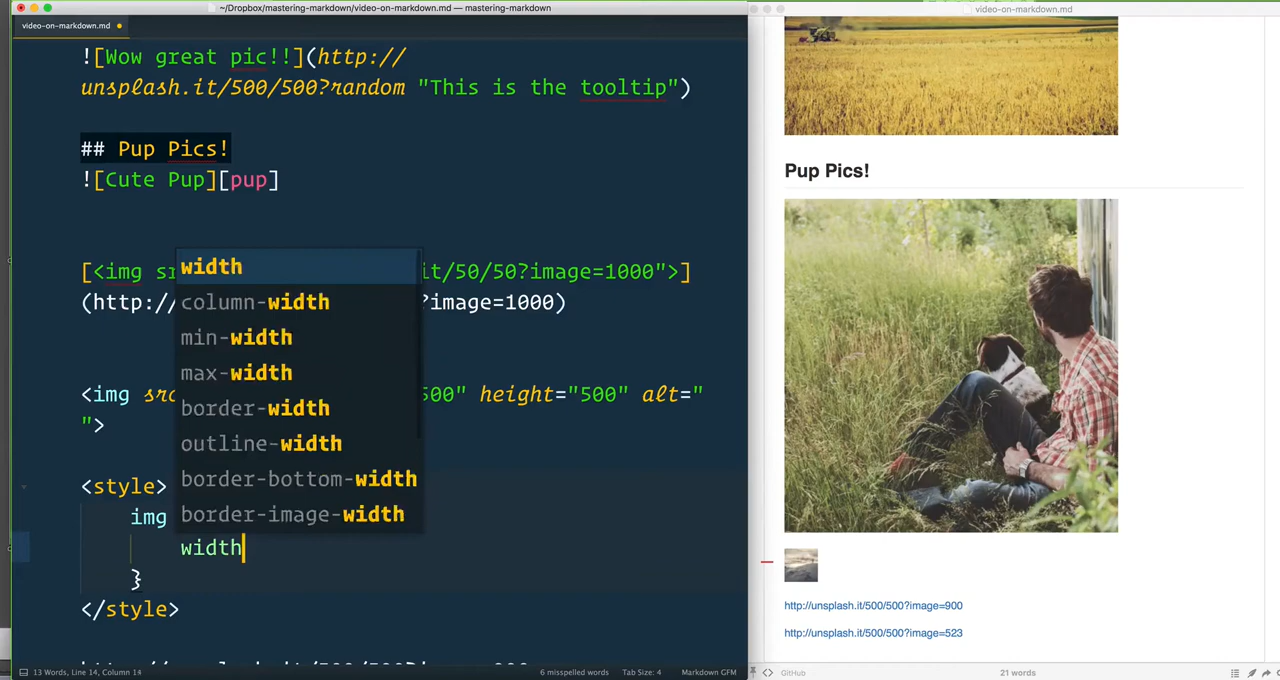 ~/Dropbox/mastering-markdown/video-on-markdown.md — mastering-markdown
video-on-markdown.md
![Wow great pic!!](http://
unsplash.it/500/500?random "This is the tooltip")
## Pup Pics!
![Cute Pup][pup]
[<img sr it/50/50?image=1000">]
(http:// ?image=1000)
<img src 500" height="500" alt="
">
<style>
img
width
}
</style>
width
column-width
min-width
max-width
border-width
outline-width
border-bottom-width
border-image-width
13 Words, Line 14, Column 14
6 misspelled words
Tab Size: 4
Markdown GFM
video-on-markdown.md
Pup Pics!
http://unsplash.it/500/500?image=900
http://unsplash.it/500/500?image=523
GitHub
21 words